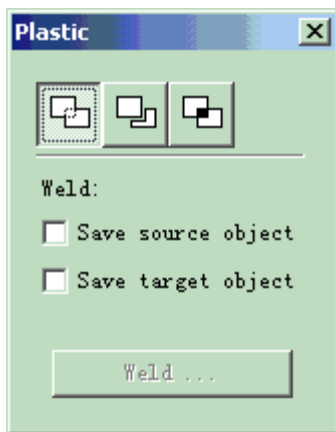 Plastic
Weld:
Save source object
Save target object
Weld ...